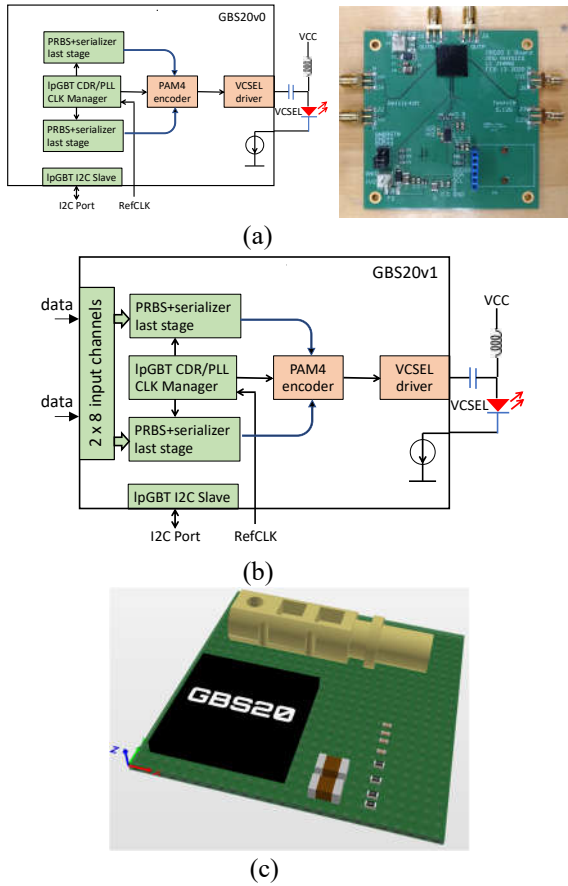 GBS20v0
PRBS+serializer
last stage
lpGBT CDR/PLL
CLK Manager
PRBS+serializer
last stage
lpGBT I2C Slave
PAM4
encoder
VCSEL
driver
VCC
VCSEL
I2C Port
RefCLK
(a)
GBS20v1
data
data
2 x 8 input channels
PRBS+serializer
last stage
lpGBT CDR/PLL
CLK Manager
PRBS+serializer
last stage
lpGBT I2C Slave
PAM4
encoder
VCSEL
driver
VCC
VCSEL
I2C Port
RefCLK
(b)
GBS20
Z
(c)